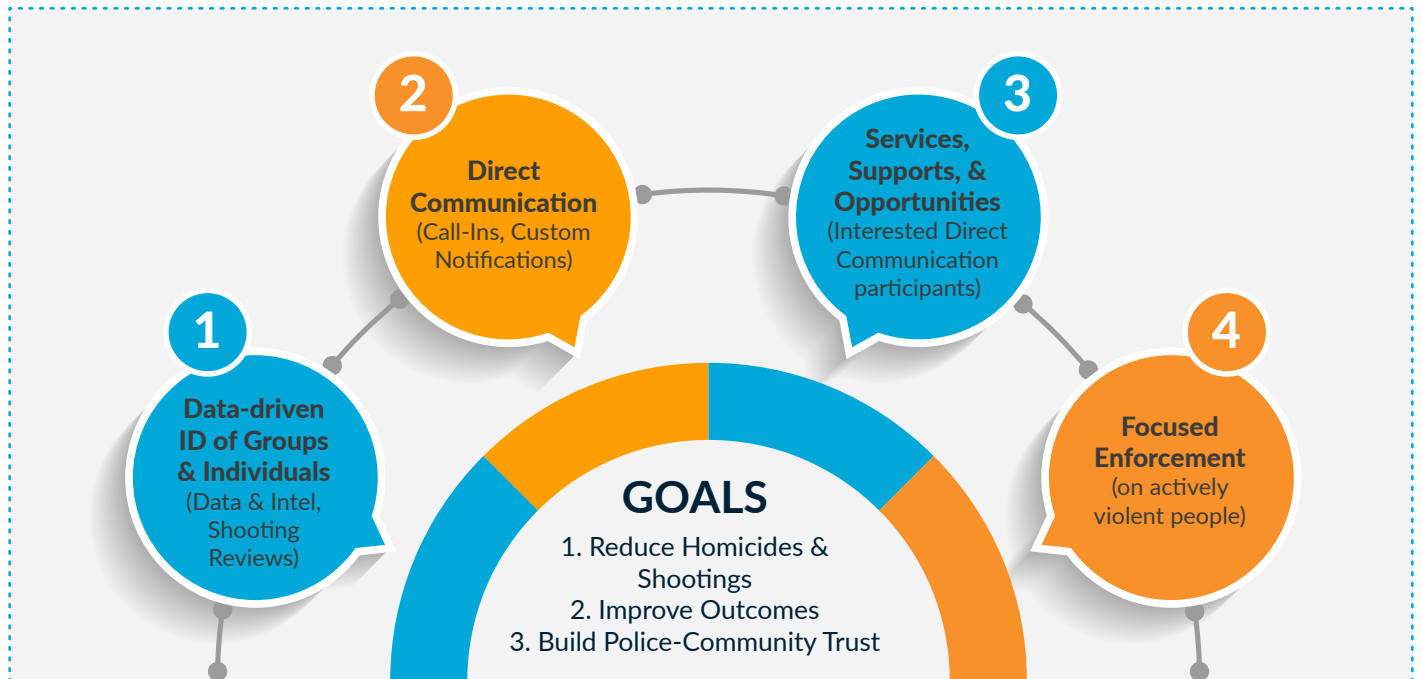 1
Data-driven
ID of Groups
& Individuals
(Data & Intel,
Shooting
Reviews)
2
Direct
Communication
(Call-Ins, Custom
Notifications)
3
Services,
Supports, &
Opportunities
(Interested Direct
Communication
participants)
4
Focused
Enforcement
(on actively
violent people)
GOALS
1. Reduce Homicides &
Shootings
2. Improve Outcomes
3. Build Police-Community Trust